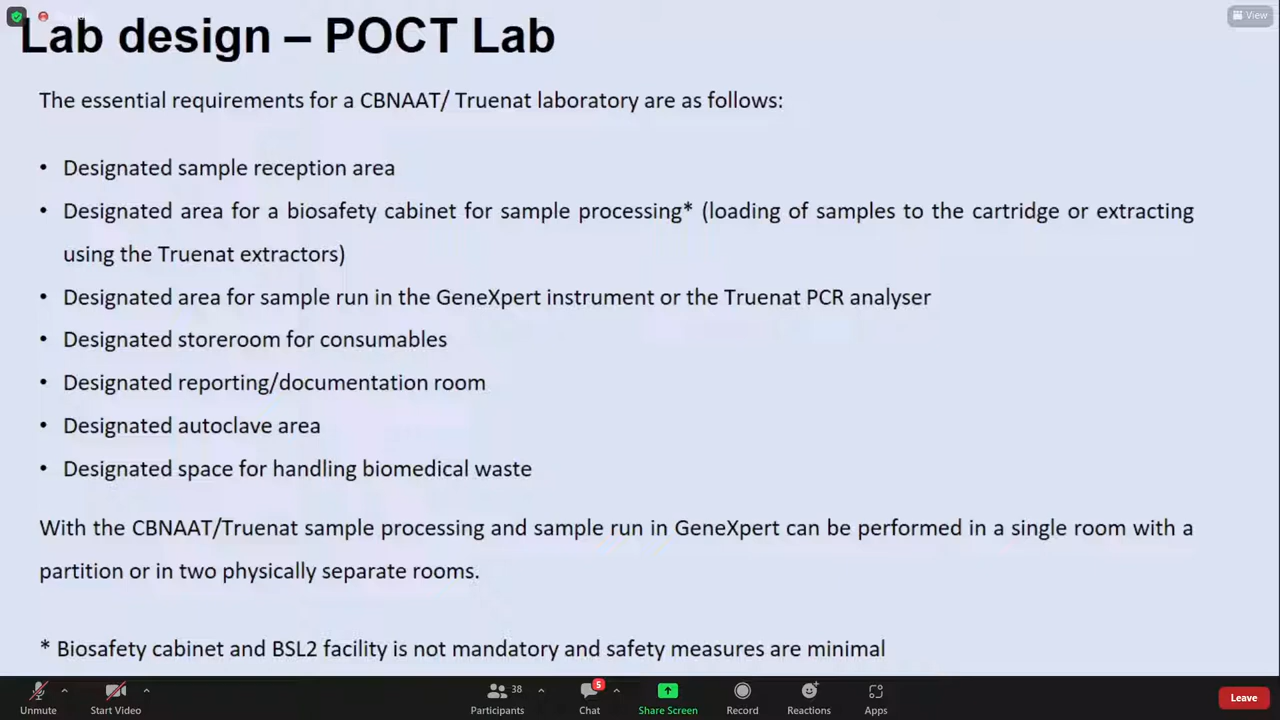 Lab design – POCT Lab
View
The essential requirements for a CBNAAT/ Truenat laboratory are as follows:
• Designated sample reception area
• Designated area for a biosafety cabinet for sample processing* (loading of samples to the cartridge or extracting
using the Truenat extractors)
• Designated area for sample run in the GeneXpert instrument or the Truenat PCR analyser
• Designated storeroom for consumables
• Designated reporting/documentation room
• Designated autoclave area
• Designated space for handling biomedical waste
With the CBNAAT/Truenat sample processing and sample run in GeneXpert can be performed in a single room with a
partition or in two physically separate rooms.
* Biosafety cabinet and BSL2 facility is not mandatory and safety measures are minimal
38
5
Unmute Start Video Participants Chat Share Screen Record Reactions Apps Leave